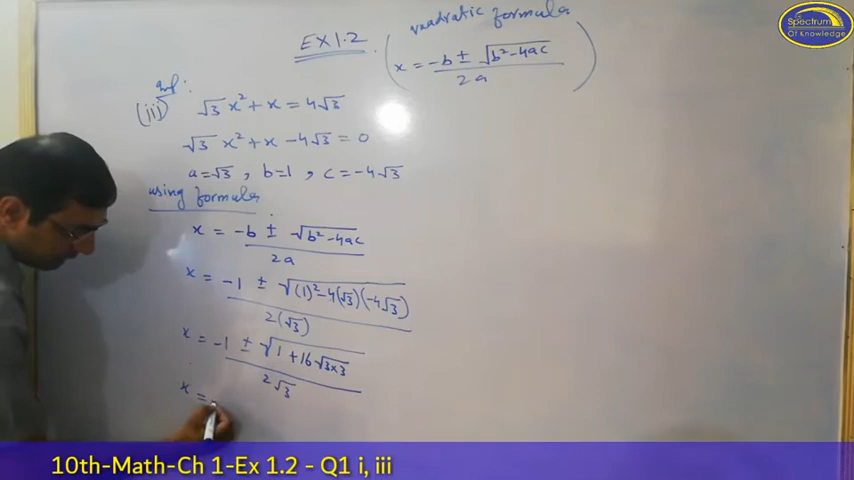 EX 1.2
quadratic formula
x = -b ± √b²-4ac / 2a
(iii) √3 x² + x = 4√3
√3 x² + x - 4√3 = 0
a=√3 , b=1 , c=-4√3
using formula
x = -b ± √b²-4ac / 2a
x = -1 ± √(1)²-4(√3)(-4√3) / 2(√3)
x = -1 ± √1+16√3×3 / 2√3
x =
Spectrum
Of Knowledge
10th-Math-Ch 1-Ex 1.2 - Q1 i, iii